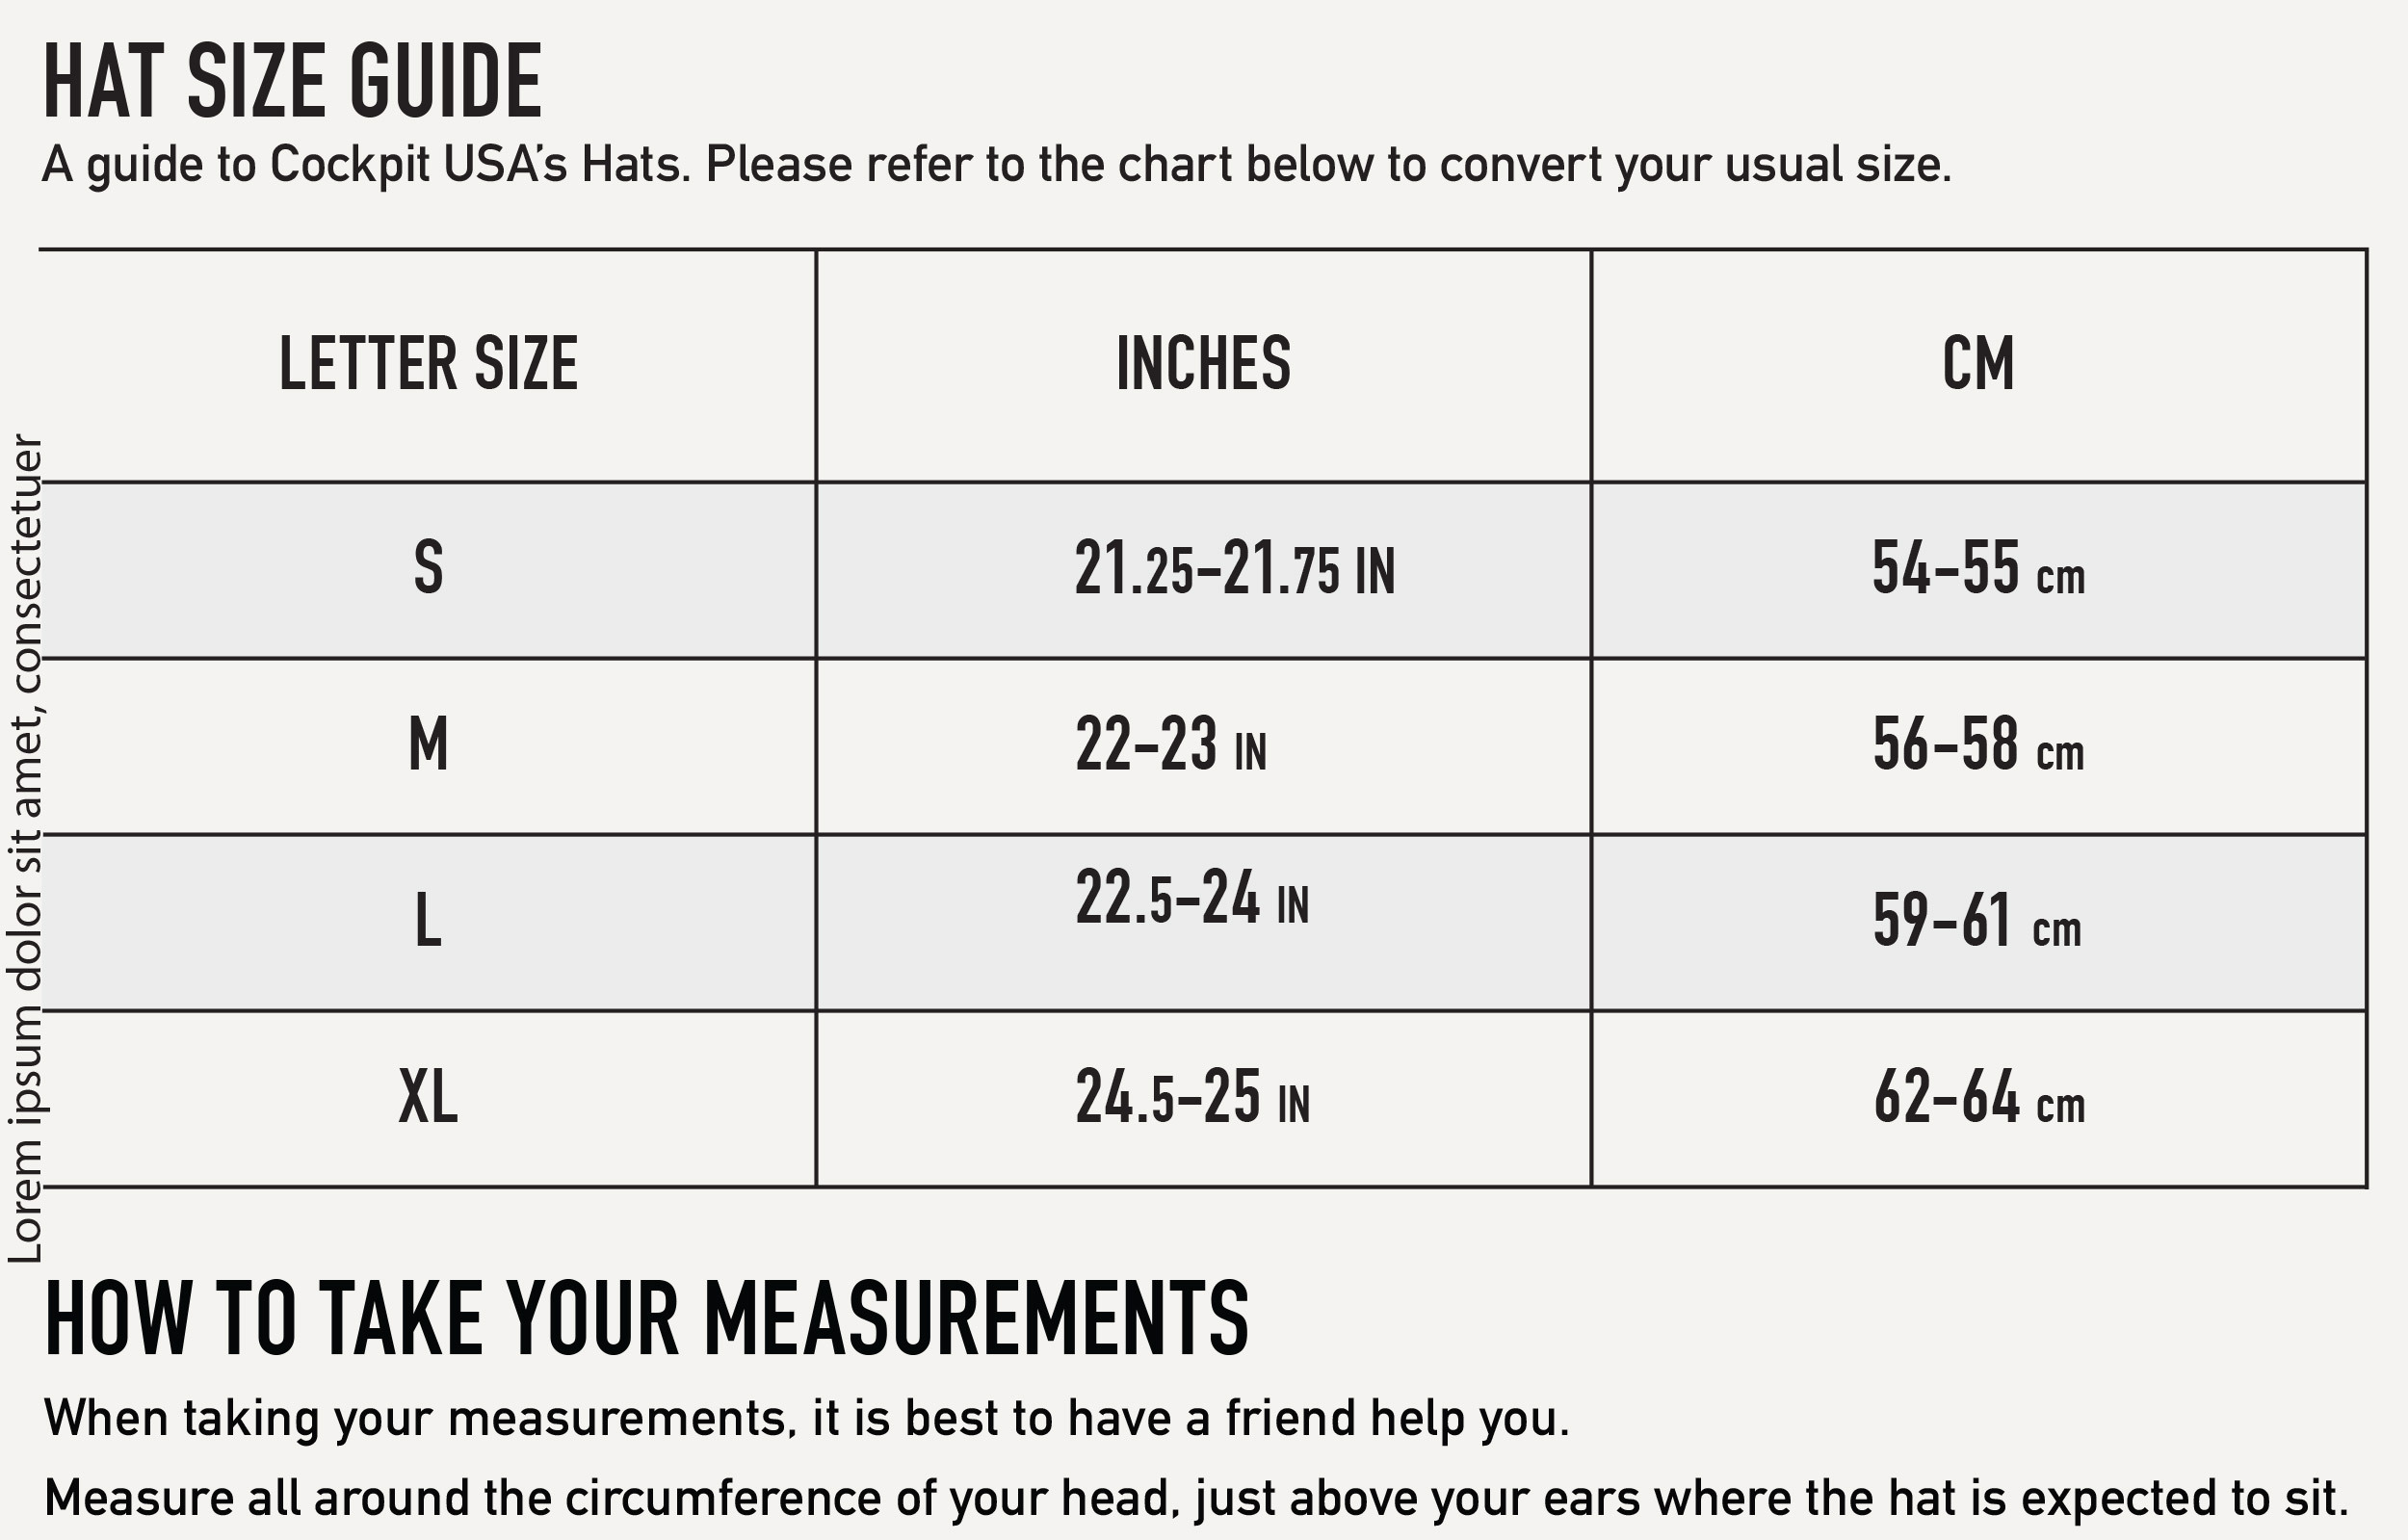 HAT SIZE GUIDE
A guide to Cockpit USA’s Hats. Please refer to the chart below to convert your usual size.
LETTER SIZE INCHES CM
S 21.25–21.75 IN 54–55 cm
M 22–23 IN 56–58 cm
L 22.5–24 IN 59–61 cm
XL 24.5–25 IN 62–64 cm
Lorem ipsum dolor sit amet, consectetuer
HOW TO TAKE YOUR MEASUREMENTS
When taking your measurements, it is best to have a friend help you.
Measure all around the circumference of your head, just above your ears where the hat is expected to sit.